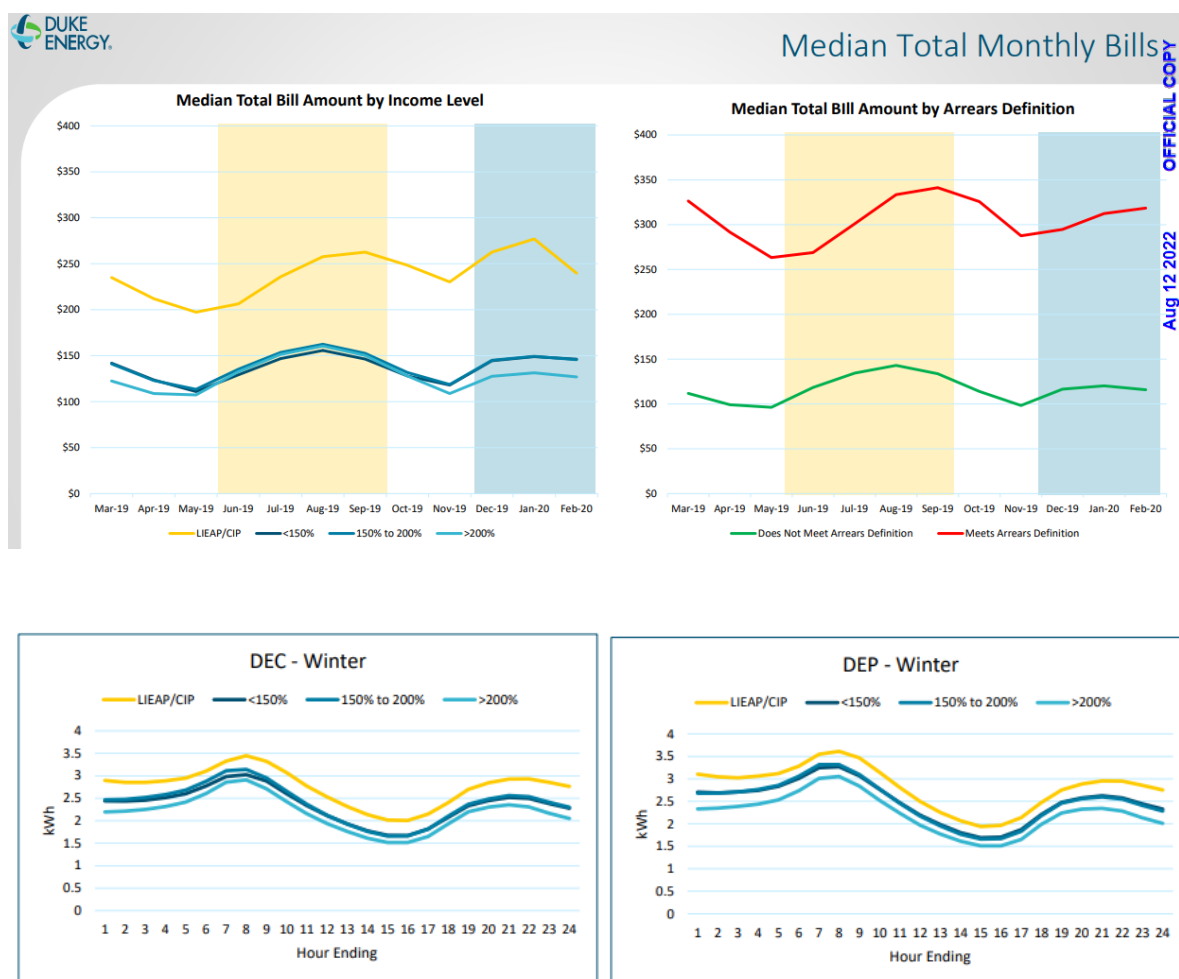 DUKE
ENERGY®
Median Total Monthly Bills
OFFICIAL COPY
Aug 12 2022
Median Total Bill Amount by Income Level
$400
$350
$300
$250
$200
$150
$100
$50
$0
Mar-19 Apr-19 May-19 Jun-19 Jul-19 Aug-19 Sep-19 Oct-19 Nov-19 Dec-19 Jan-20 Feb-20
LIEAP/CIP <150% 150% to 200% >200%
Median Total BIll Amount by Arrears Definition
$400
$350
$300
$250
$200
$150
$100
$50
$0
Mar-19 Apr-19 May-19 Jun-19 Jul-19 Aug-19 Sep-19 Oct-19 Nov-19 Dec-19 Jan-20 Feb-20
Does Not Meet Arrears Definition Meets Arrears Definition
DEC - Winter
LIEAP/CIP <150% 150% to 200% >200%
4
3.5
3
2.5
2
1.5
1
0.5
0
kWh
1 2 3 4 5 6 7 8 9 10 11 12 13 14 15 16 17 18 19 20 21 22 23 24
Hour Ending
DEP - Winter
LIEAP/CIP <150% 150% to 200% >200%
4
3.5
3
2.5
2
1.5
1
0.5
0
kWh
1 2 3 4 5 6 7 8 9 10 11 12 13 14 15 16 17 18 19 20 21 22 23 24
Hour Ending